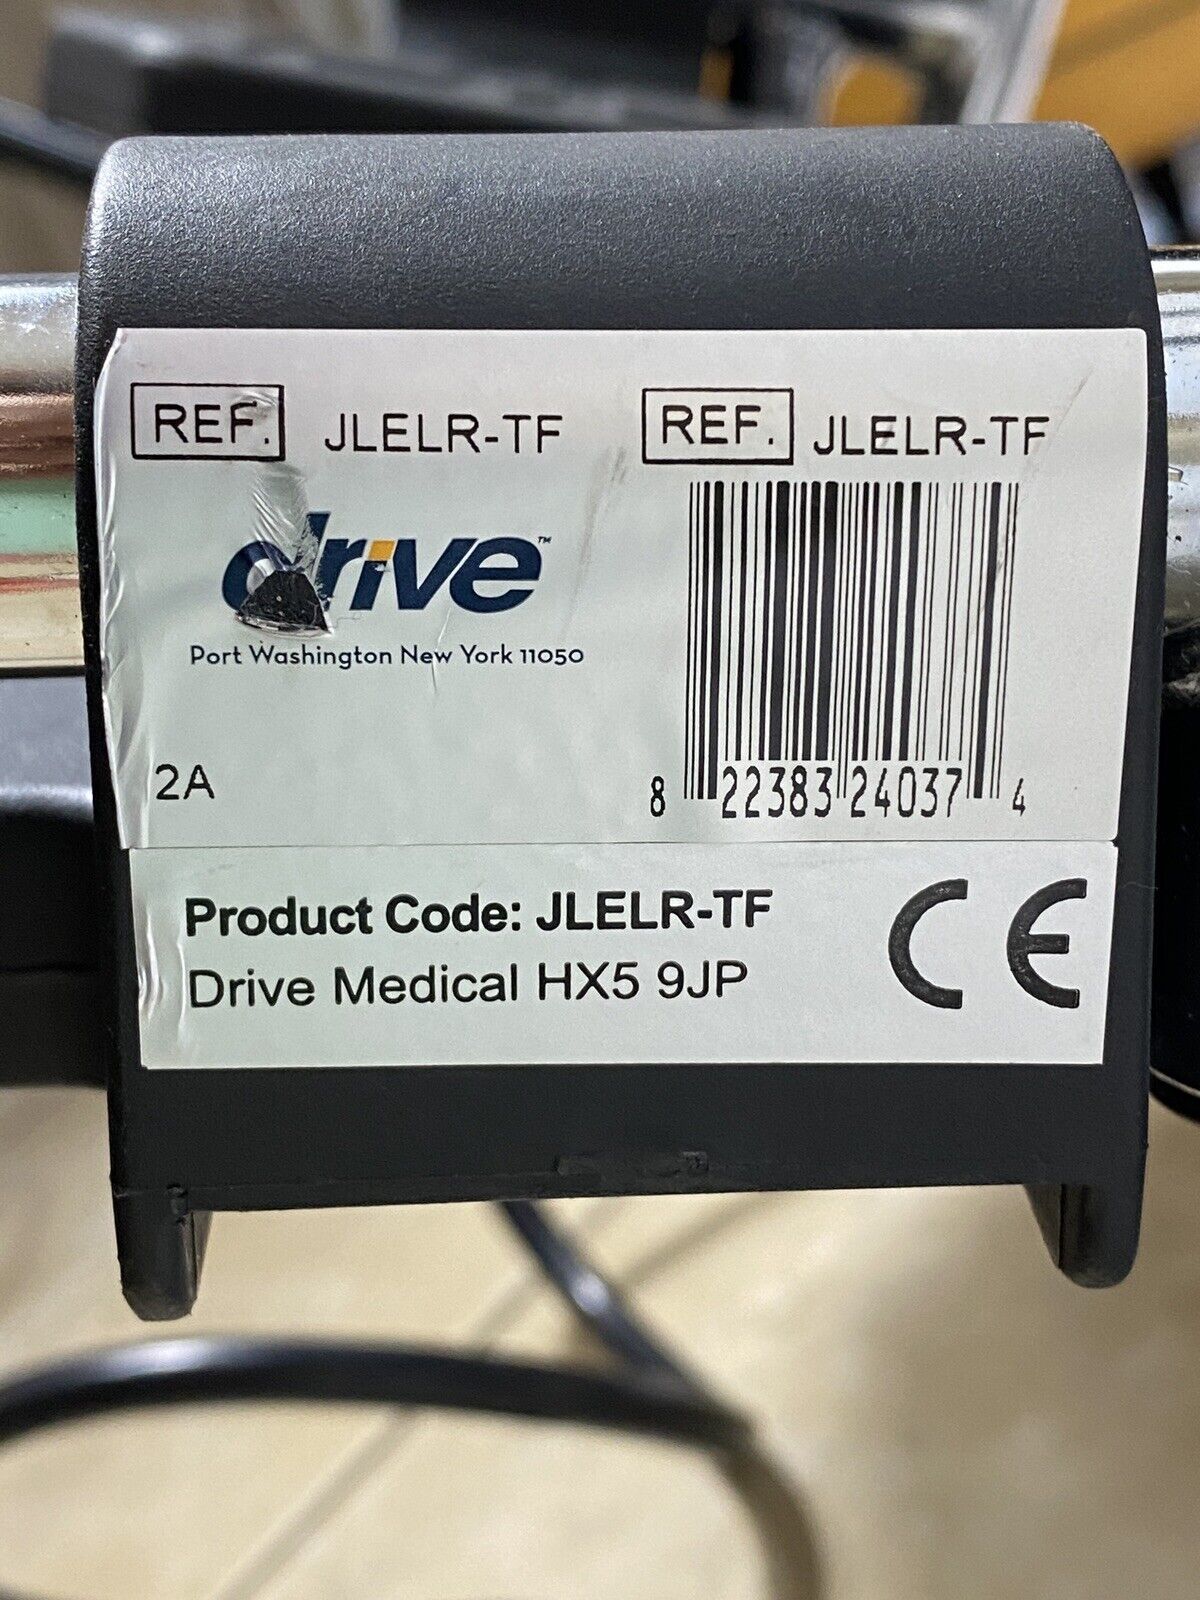 REF. JLELR-TF
drive™
Port Washington New York 11050
2A
REF. JLELR-TF
8 22383 24037 4
Product Code: JLELR-TF
Drive Medical HX5 9JP
CE